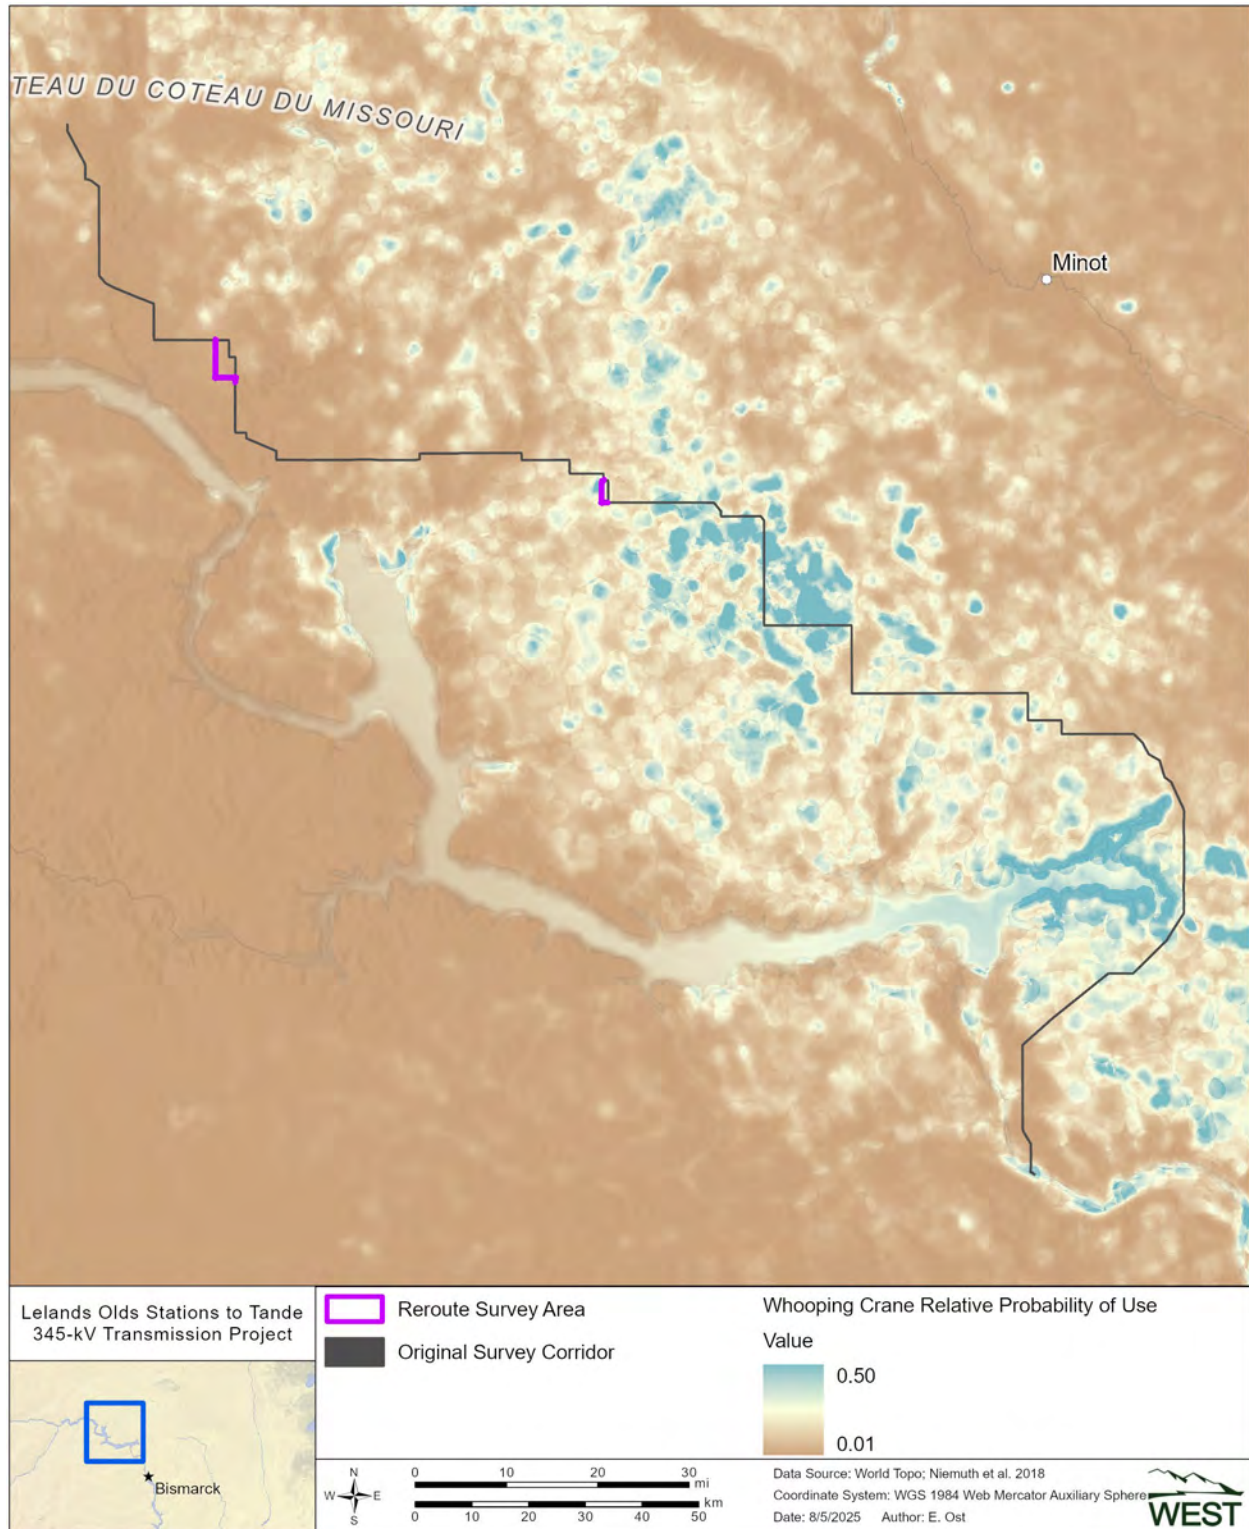 TEAU DU COTEAU DU MISSOURI
Minot
Lelands Olds Stations to Tande
345-kV Transmission Project
Bismarck
Reroute Survey Area
Original Survey Corridor
Whooping Crane Relative Probability of Use
Value
0.50
0.01
N
W E
S
0 10 20 30
mi
km
0 10 20 30 40 50
Data Source: World Topo; Niemuth et al. 2018
Coordinate System: WGS 1984 Web Mercator Auxiliary Sphere
Date: 8/5/2025 Author: E. Ost
WEST